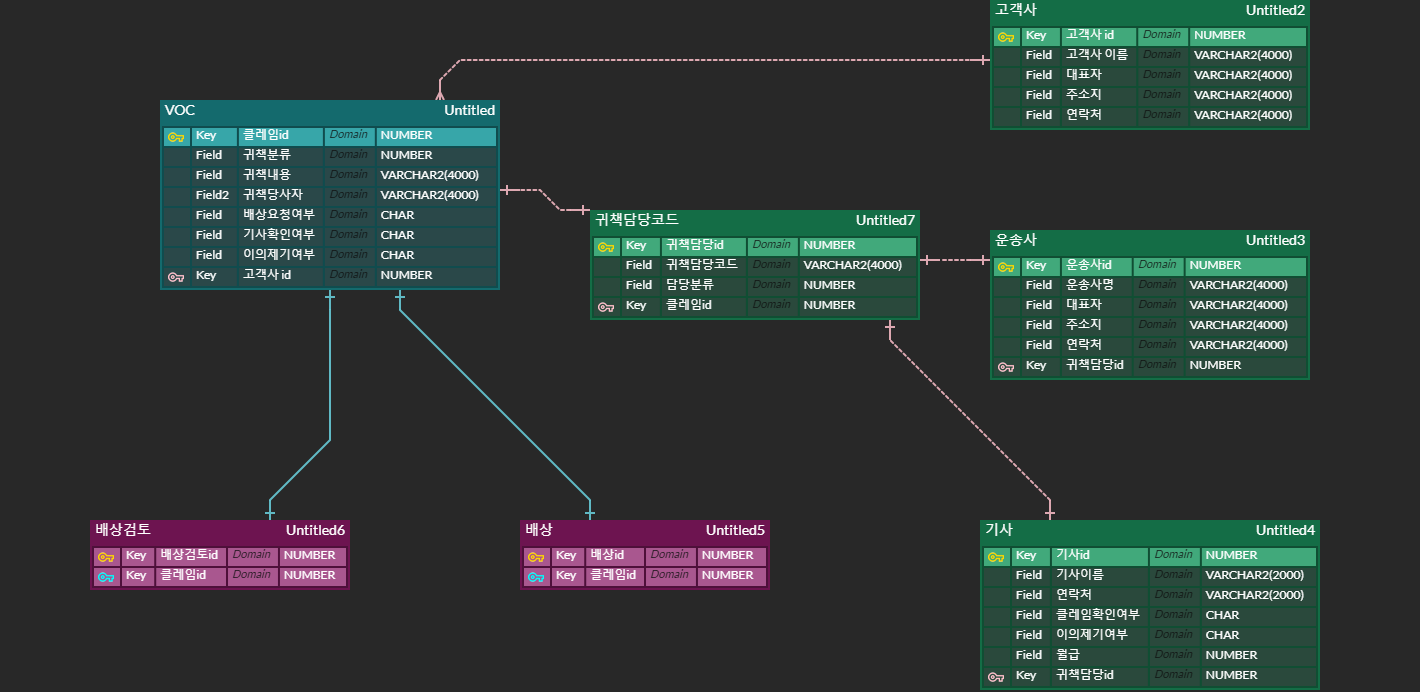 고객사 Untitled2
Key 고객사 id Domain NUMBER
Field 고객사 이름 Domain VARCHAR2(4000)
Field 대표자 Domain VARCHAR2(4000)
Field 주소지 Domain VARCHAR2(4000)
Field 연락처 Domain VARCHAR2(4000)
VOC Untitled
Key 클레임id Domain NUMBER
Field 귀책분류 Domain NUMBER
Field 귀책내용 Domain VARCHAR2(4000)
Field2 귀책당사자 Domain VARCHAR2(4000)
Field 배상요청여부 Domain CHAR
Field 기사확인여부 Domain CHAR
Field 이의제기여부 Domain CHAR
Key 고객사 id Domain NUMBER
귀책담당코드 Untitled7
Key 귀책담당id Domain NUMBER
Field 귀책담당코드 Domain VARCHAR2(4000)
Field 담당분류 Domain NUMBER
Key 클레임id Domain NUMBER
운송사 Untitled3
Key 운송사id Domain NUMBER
Field 운송사명 Domain VARCHAR2(4000)
Field 대표자 Domain VARCHAR2(4000)
Field 주소지 Domain VARCHAR2(4000)
Field 연락처 Domain VARCHAR2(4000)
Key 귀책담당id Domain NUMBER
배상검토 Untitled6
Key 배상검토id Domain NUMBER
Key 클레임id Domain NUMBER
배상 Untitled5
Key 배상id Domain NUMBER
Key 클레임id Domain NUMBER
기사 Untitled4
Key 기사id Domain NUMBER
Field 기사이름 Domain VARCHAR2(2000)
Field 연락처 Domain VARCHAR2(2000)
Field 클레임확인여부 Domain CHAR
Field 이의제기여부 Domain CHAR
Field 월급 Domain NUMBER
Key 귀책담당id Domain NUMBER